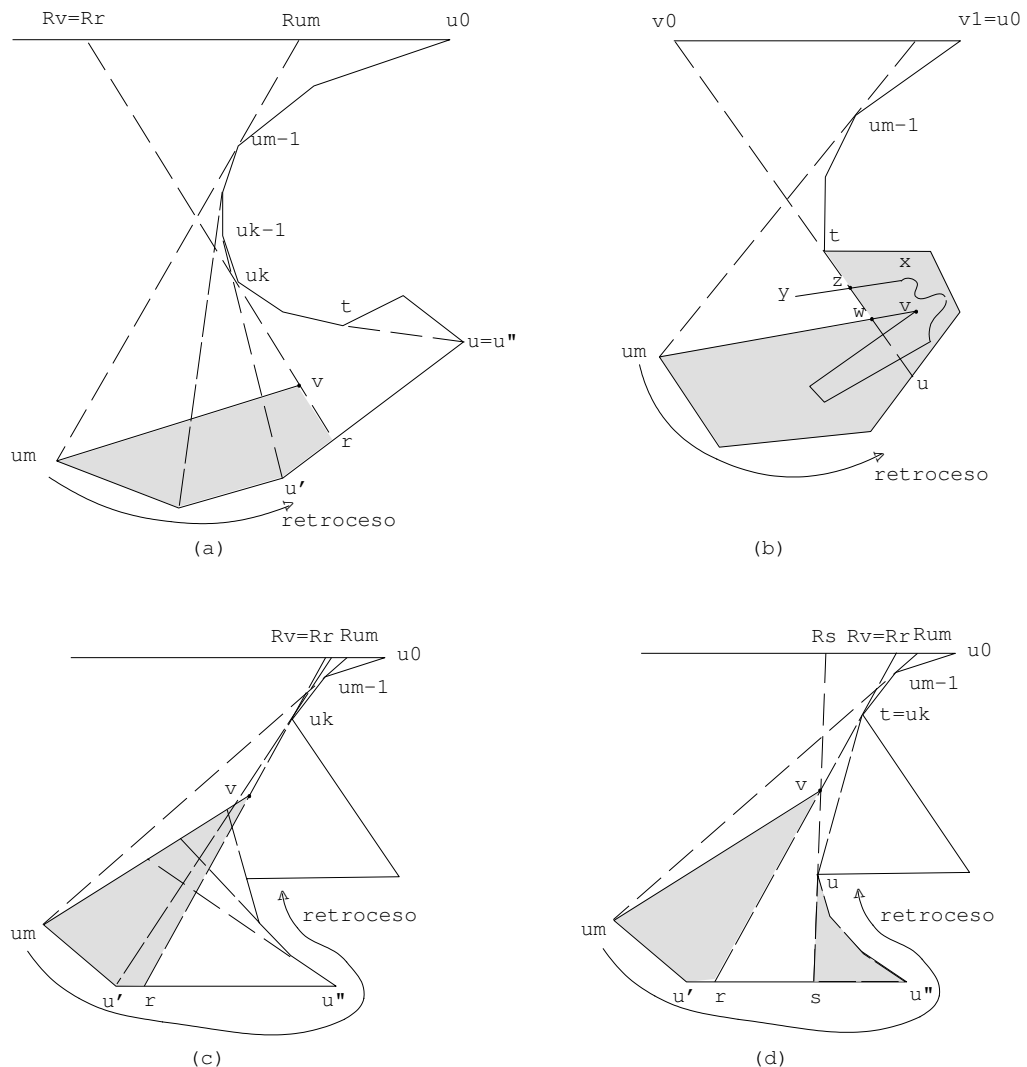 Rv=Rr Rum u0
um-1
uk-1
uk
t
u=u"
v
um
r
u'
retroceso
(a)
v0 v1=u0
um-1
t
x
z
y
w v
um
u
retroceso
(b)
Rv=Rr Rum
u0
um-1
uk
v
retroceso
um
u' r u"
(c)
Rs Rv=Rr Rum
u0
um-1
t=uk
v
u
retroceso
um
u' r s u"
(d)